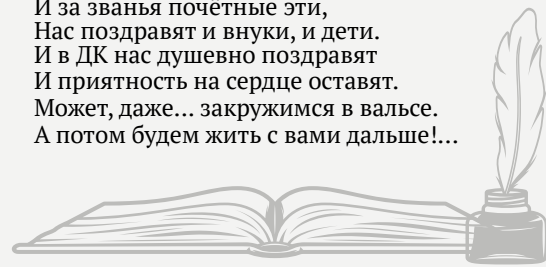 И за званья почётные эти,
Нас поздравят и внуки, и дети.
И в ДК нас душевно поздравят
И приятность на сердце оставят.
Может, даже... закружимся в вальсе.
А потом будем жить с вами дальше!...